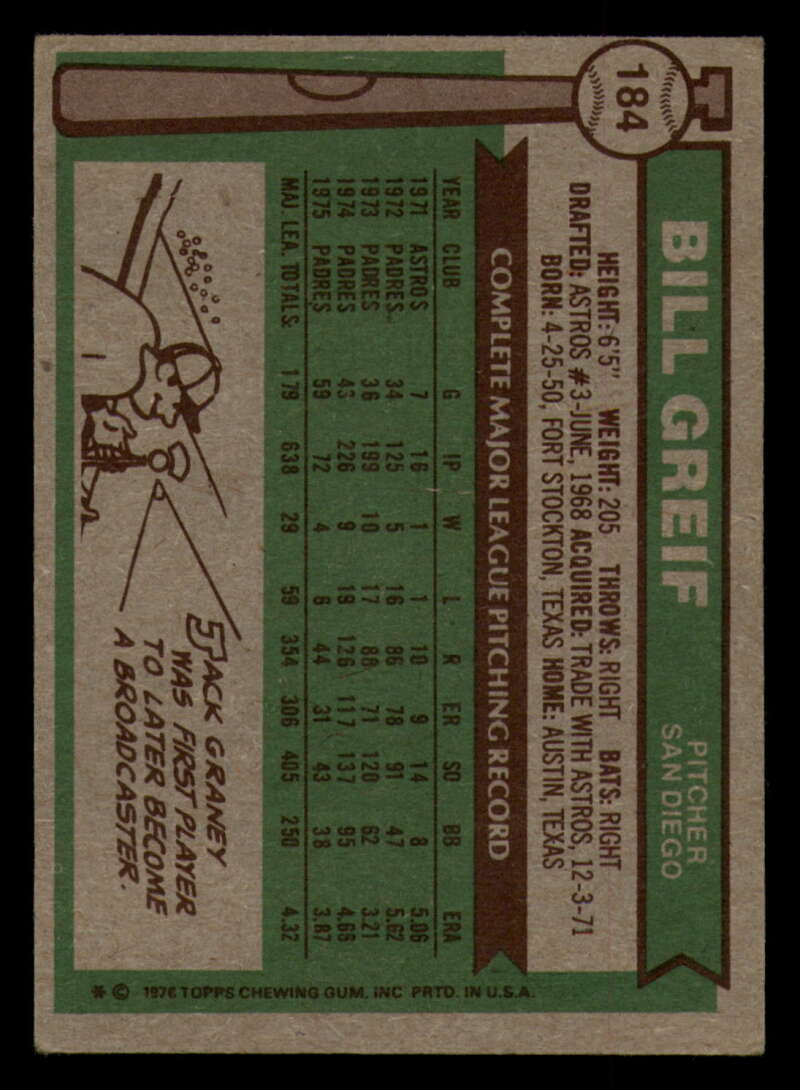 184
BILL GREIF
PITCHER
SAN DIEGO
HEIGHT: 6'5" WEIGHT: 205 THROWS: RIGHT BATS: RIGHT
DRAFTED: ASTROS #3-JUNE, 1968 ACQUIRED: TRADE WITH ASTROS, 12-3-71
BORN: 4-25-50, FORT STOCKTON, TEXAS HOME: AUSTIN, TEXAS
COMPLETE MAJOR LEAGUE PITCHING RECORD
YEAR CLUB G IP W L R ER SO BB ERA
1971 ASTROS 7 16 1 1 10 9 14 8 5.06
1972 PADRES 34 125 5 16 86 78 91 47 5.62
1973 PADRES 36 199 10 17 88 71 120 62 3.21
1974 PADRES 43 226 9 19 126 117 137 95 4.66
1975 PADRES 59 72 4 6 44 31 43 38 3.87
MAJ. LEA. TOTALS: 179 638 29 59 354 306 405 250 4.32
JACK GRANEY
WAS FIRST PLAYER
TO LATER BECOME
A BROADCASTER.
* © 1976 TOPPS CHEWING GUM, INC PRTD. IN U.S.A.